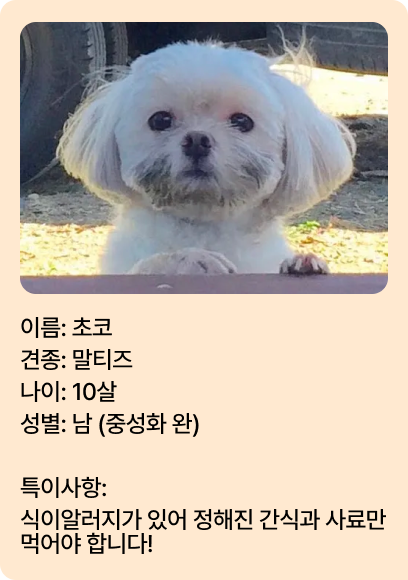 이름: 초코
견종: 말티즈
나이: 10살
성별: 남 (중성화 완)
특이사항:
식이알러지가 있어 정해진 간식과 사료만
먹어야 합니다!